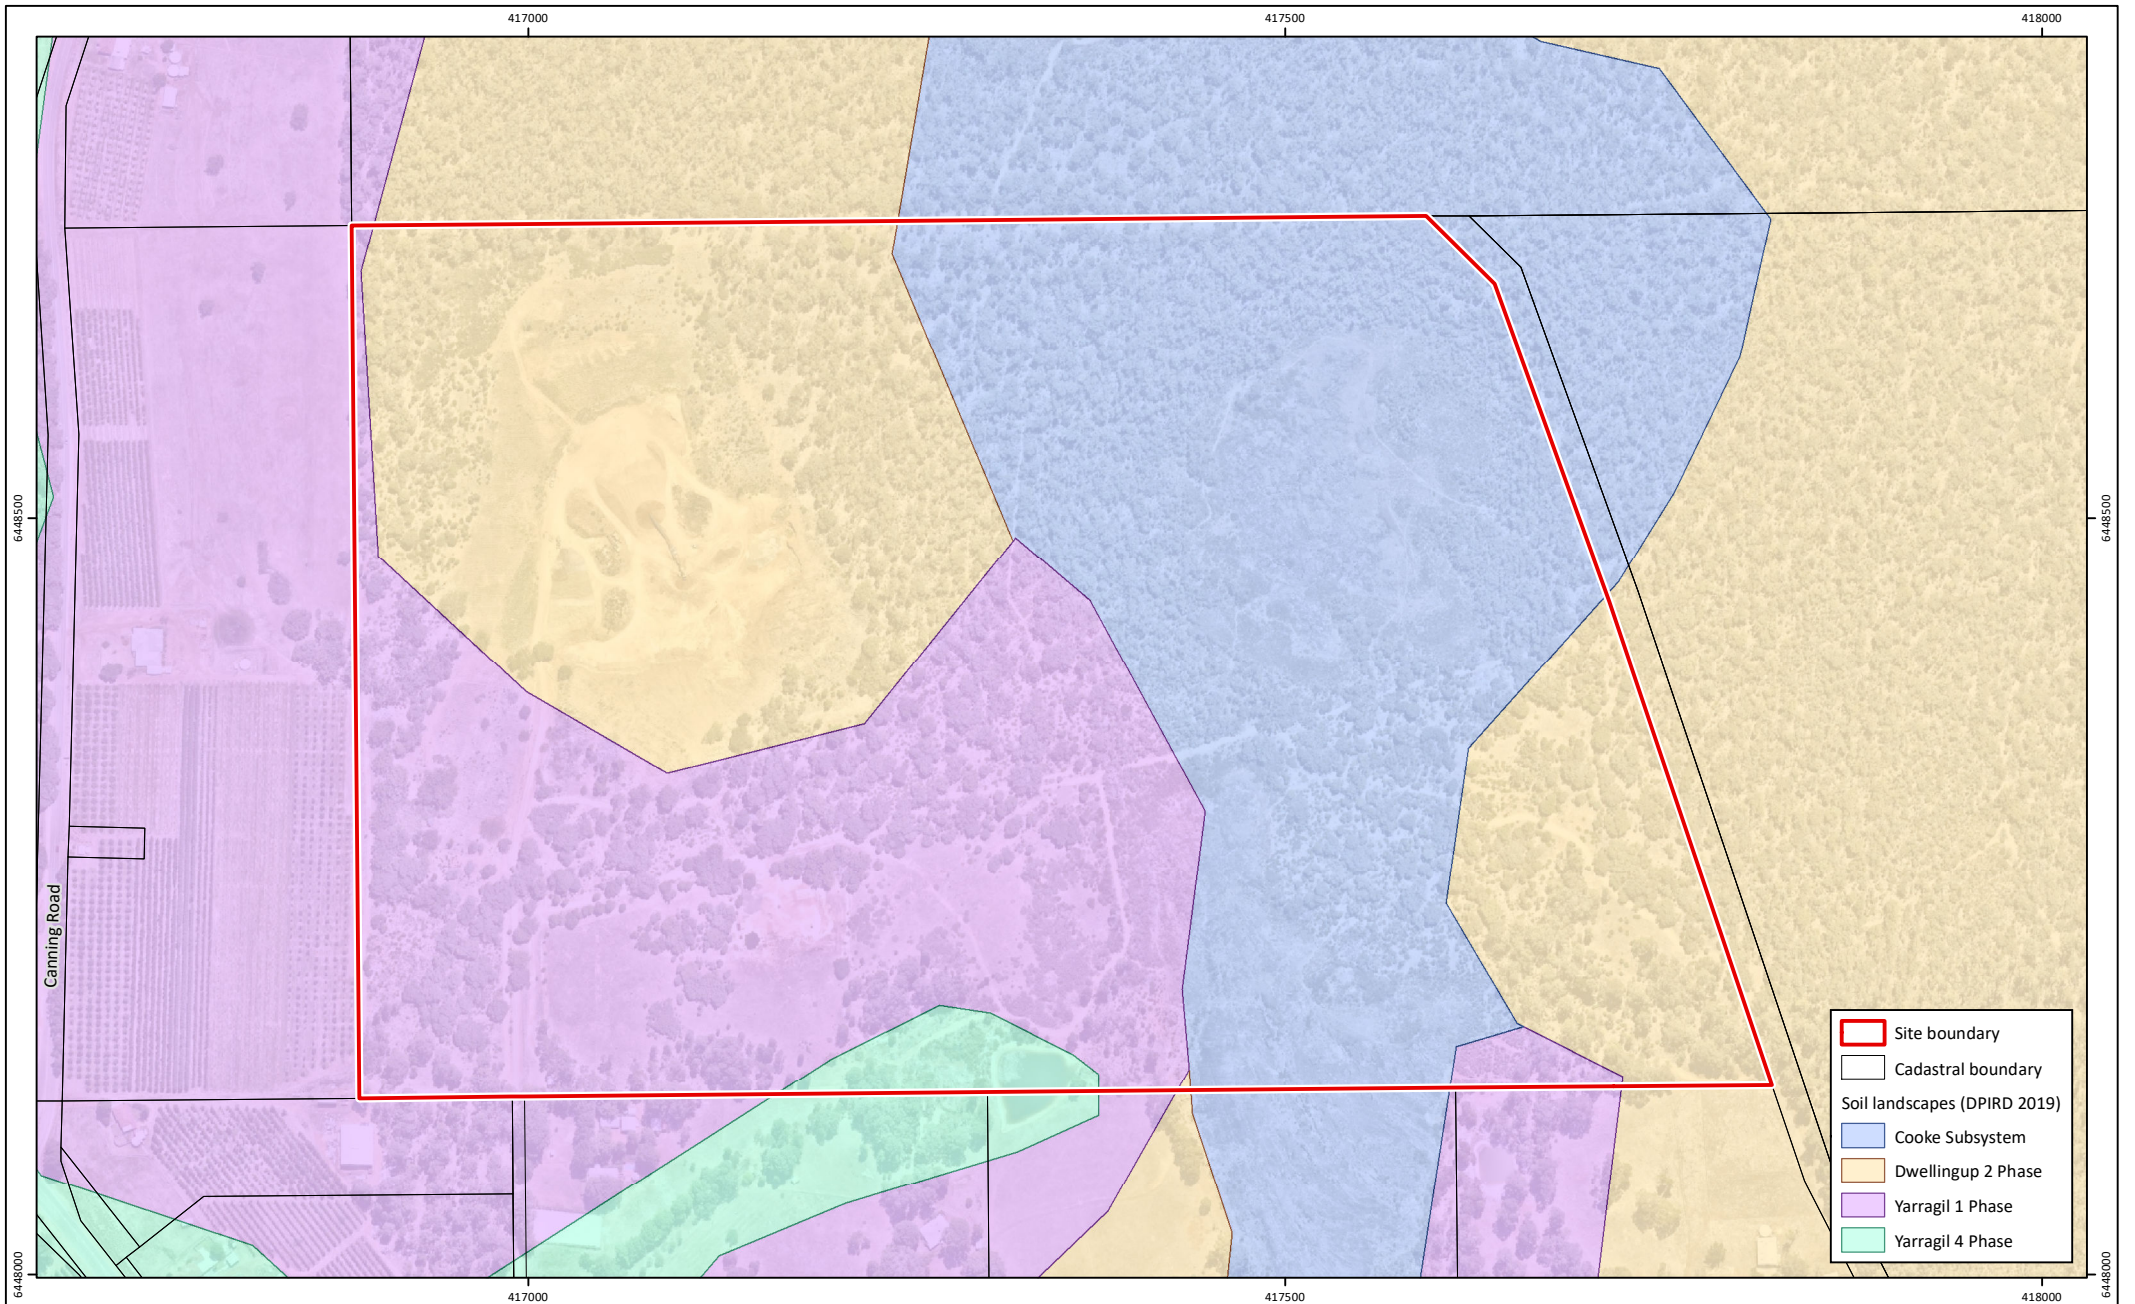 417000
417500
418000
6448500
6448500
Canning Road
Site boundary
Cadastral boundary
Soil landscapes (DPIRD 2019)
Cooke Subsystem
Dwellingup 2 Phase
Yarragil 1 Phase
Yarragil 4 Phase
6448000
6448000
417000
417500
418000